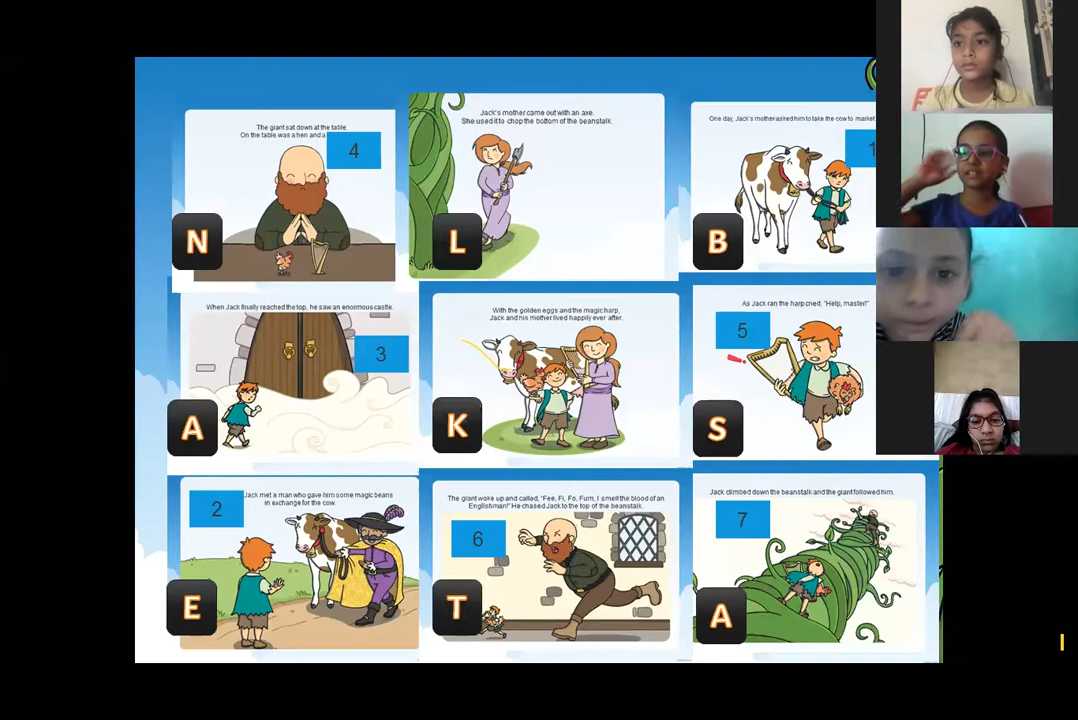 The giant sat down at the table.
On the table was a hen and a
4
N
Jack's mother came out with an axe.
She used it to chop the bottom of the beanstalk.
L
One day, Jack's mother asked him to take the cow to market
1
B
When Jack finally reached the top, he saw an enormous castle.
3
A
With the golden eggs and the magic harp,
Jack and his mother lived happily ever after.
K
As Jack ran the harp cried, "Help, master!"
5
S
Jack met a man who gave him some magic beans
in exchange for the cow.
2
E
The giant woke up and called, "Fee, Fi, Fo, Fum, I smell the blood of an
Englishman!" He chased Jack to the top of the beanstalk.
6
T
Jack climbed down the beanstalk and the giant followed him.
7
A